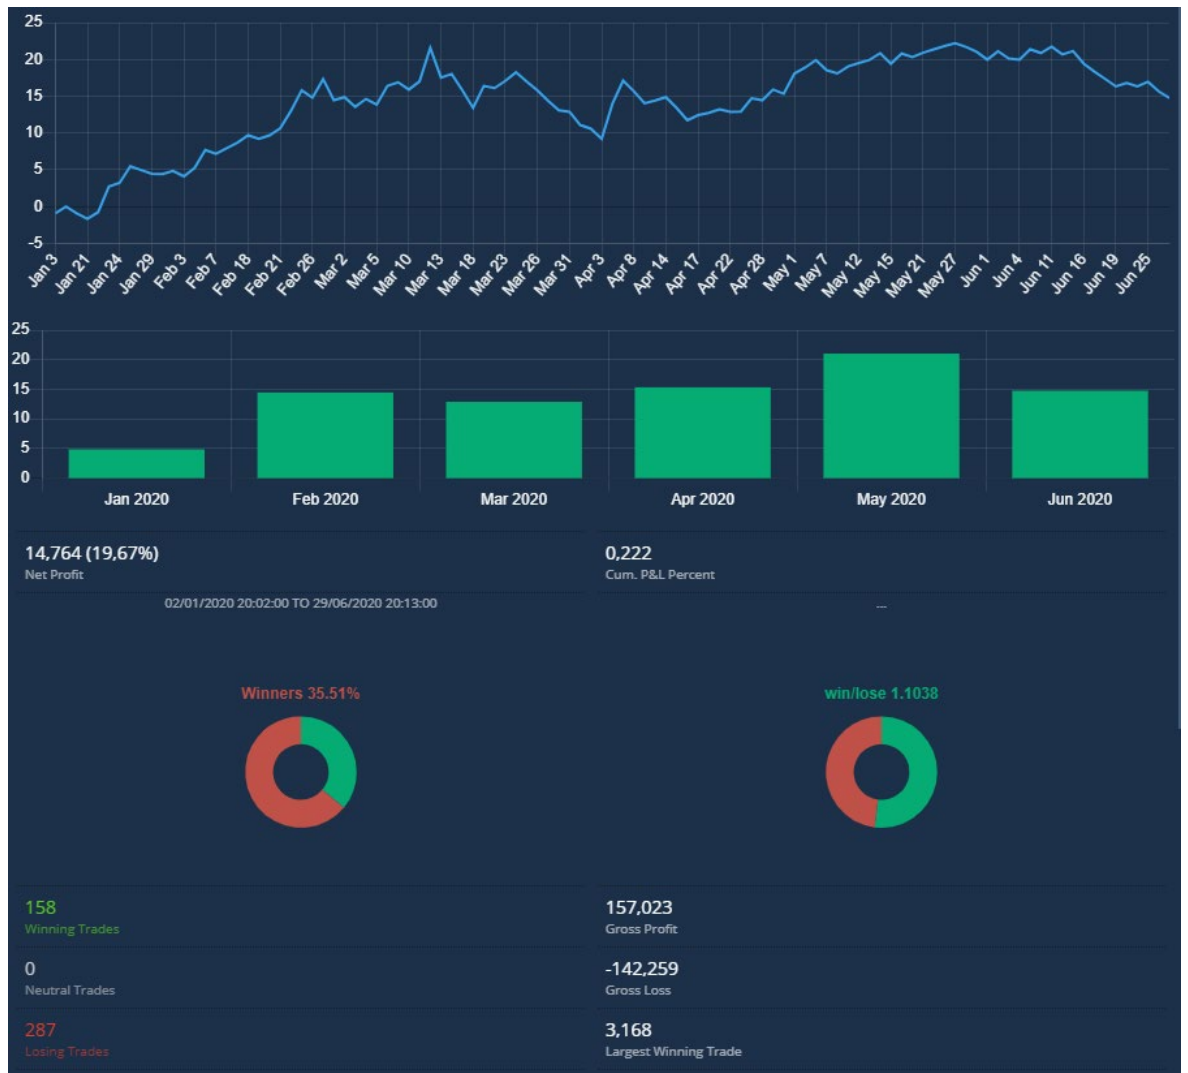 25
20
15
10
5
0
-5
Jan 3 Jan 21 Jan 24 Jan 29 Feb 3 Feb 7 Feb 18 Feb 21 Feb 26 Mar 2 Mar 5 Mar 10 Mar 13 Mar 18 Mar 23 Mar 26 Mar 31 Apr 3 Apr 8 Apr 14 Apr 17 Apr 22 Apr 28 May 1 May 7 May 12 May 15 May 21 May 27 Jun 1 Jun 4 Jun 11 Jun 16 Jun 19 Jun 25
25
20
15
10
5
0
Jan 2020 Feb 2020 Mar 2020 Apr 2020 May 2020 Jun 2020
14,764 (19,67%)
Net Profit
0,222
Cum. P&L Percent
02/01/2020 20:02:00 TO 29/06/2020 20:13:00
---
Winners 35.51%
win/lose 1.1038
158
Winning Trades
157,023
Gross Profit
0
Neutral Trades
-142,259
Gross Loss
287
Losing Trades
3,168
Largest Winning Trade